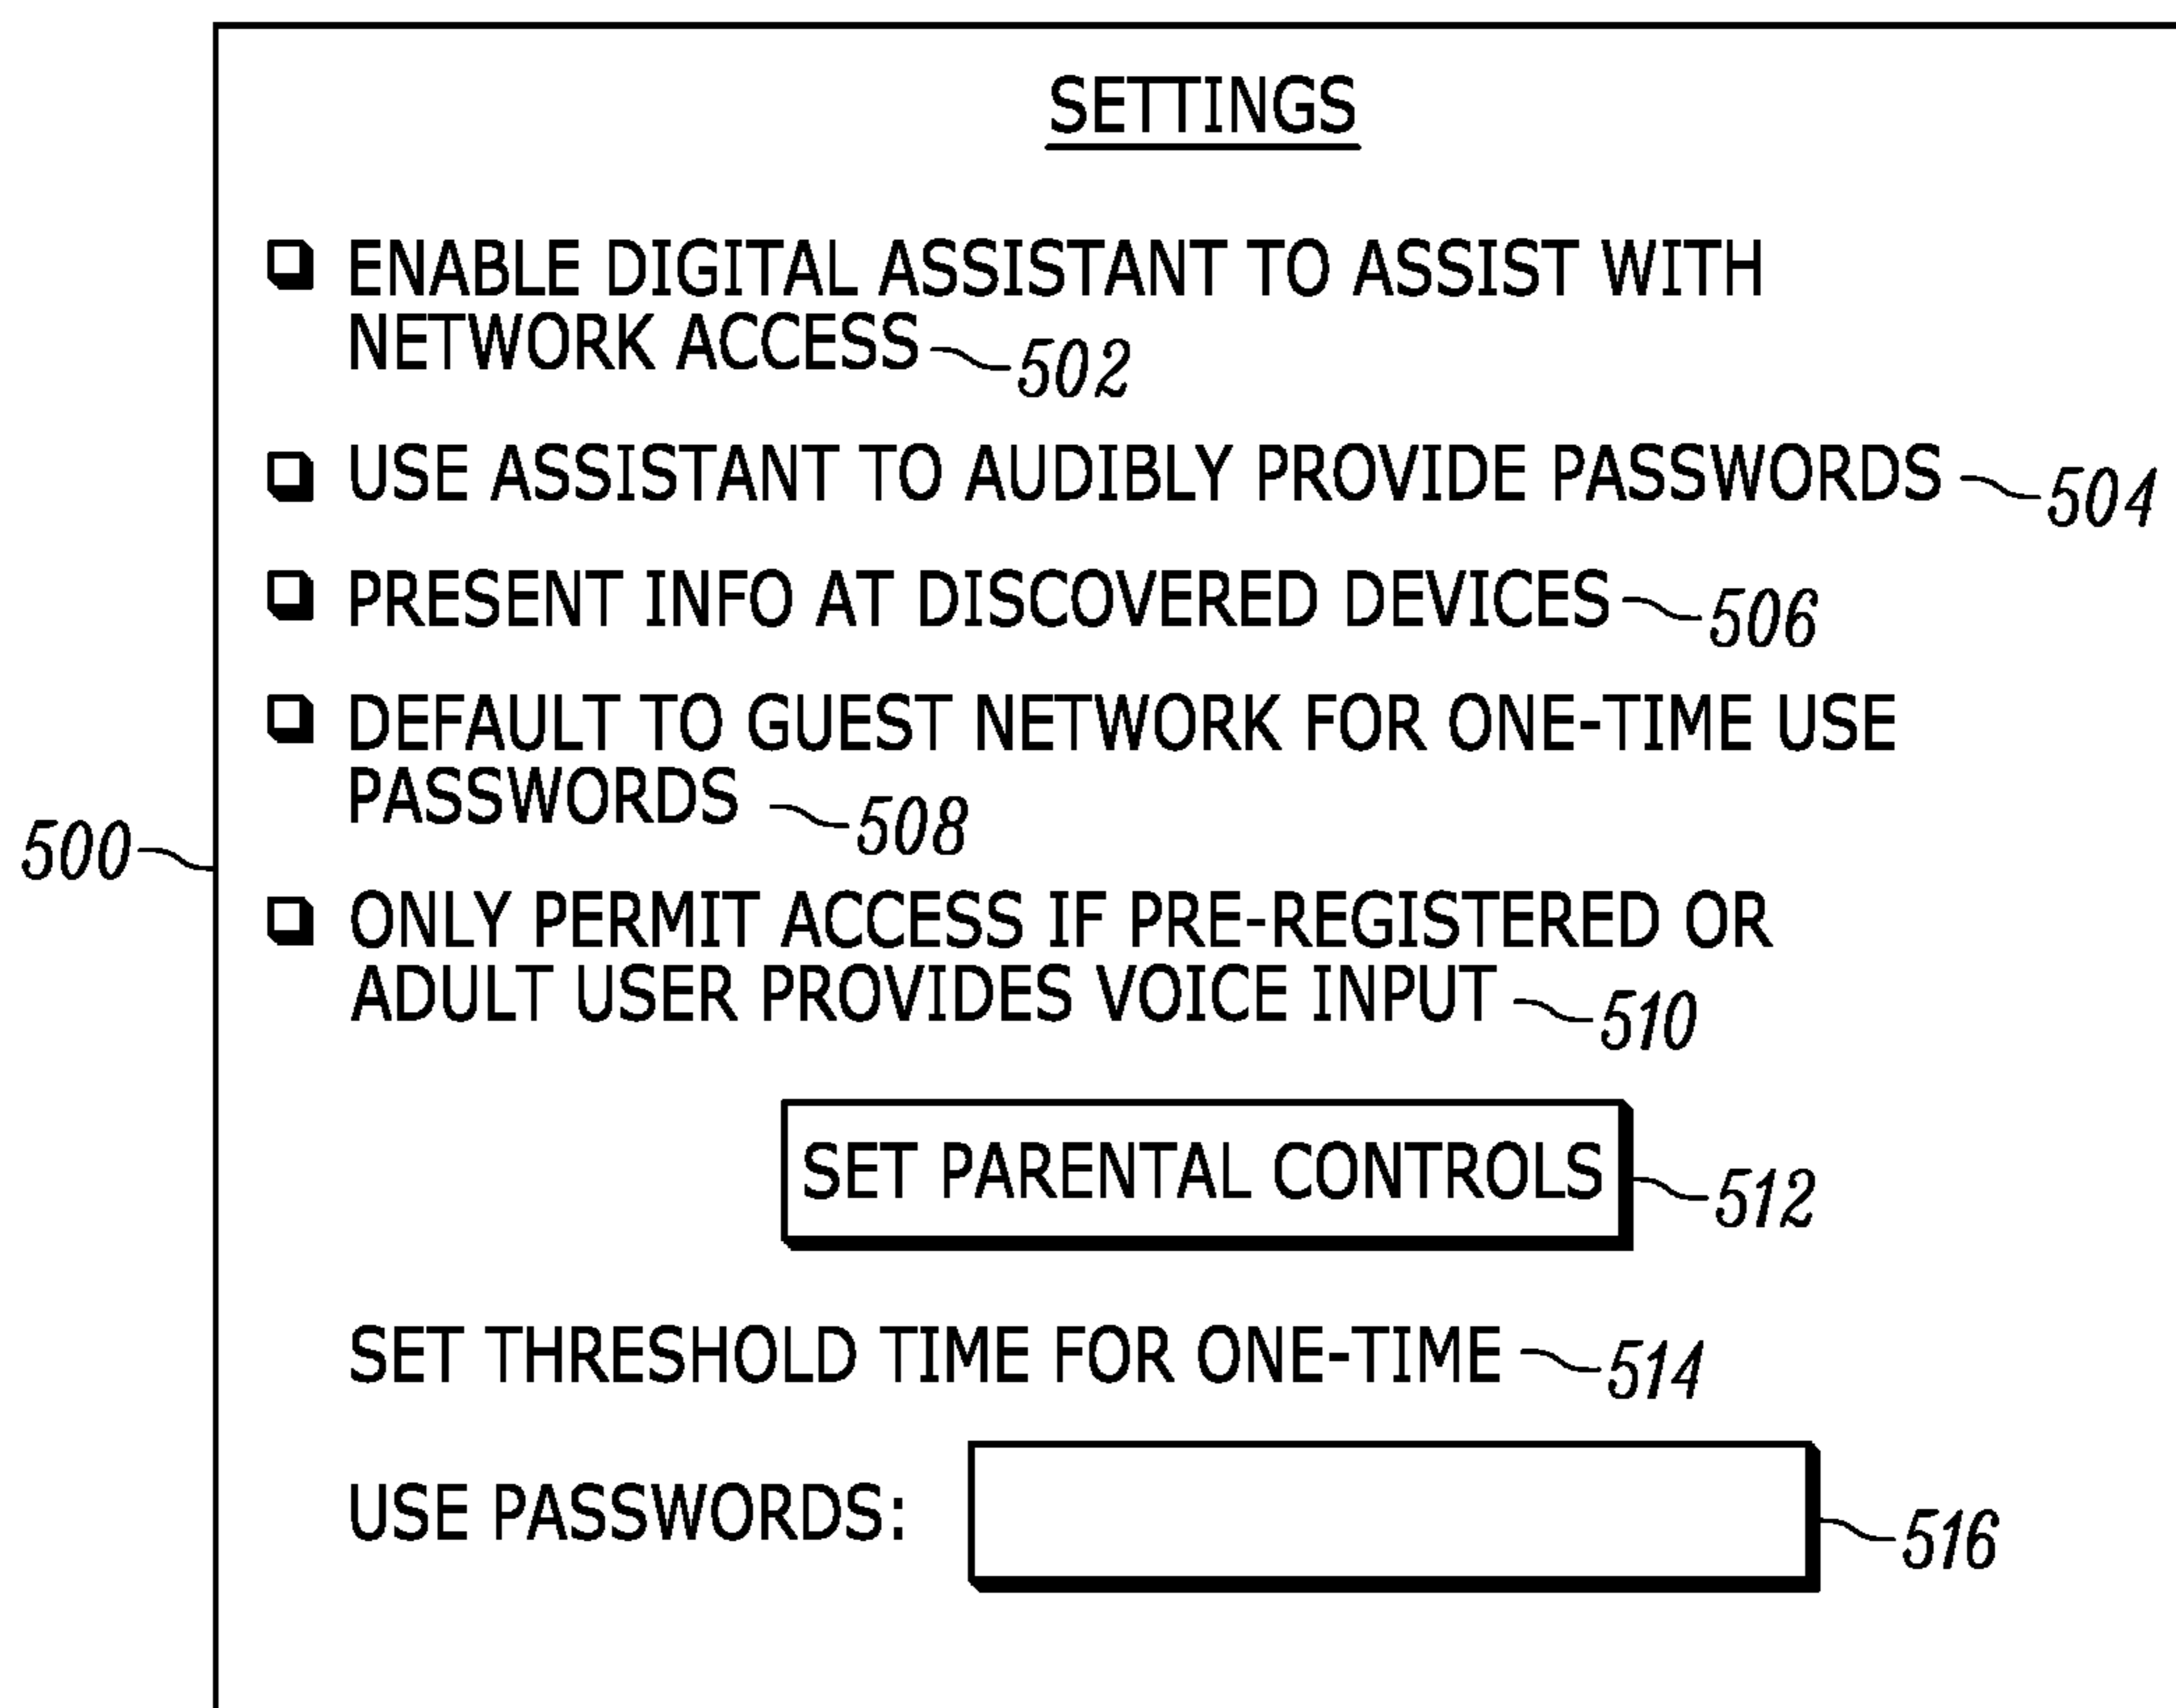 SETTINGS
ENABLE DIGITAL ASSISTANT TO ASSIST WITH
NETWORK ACCESS 502
USE ASSISTANT TO AUDIBLY PROVIDE PASSWORDS 504
PRESENT INFO AT DISCOVERED DEVICES 506
DEFAULT TO GUEST NETWORK FOR ONE-TIME USE
PASSWORDS 508
500
ONLY PERMIT ACCESS IF PRE-REGISTERED OR
ADULT USER PROVIDES VOICE INPUT 510
SET PARENTAL CONTROLS 512
SET THRESHOLD TIME FOR ONE-TIME 514
USE PASSWORDS: 516